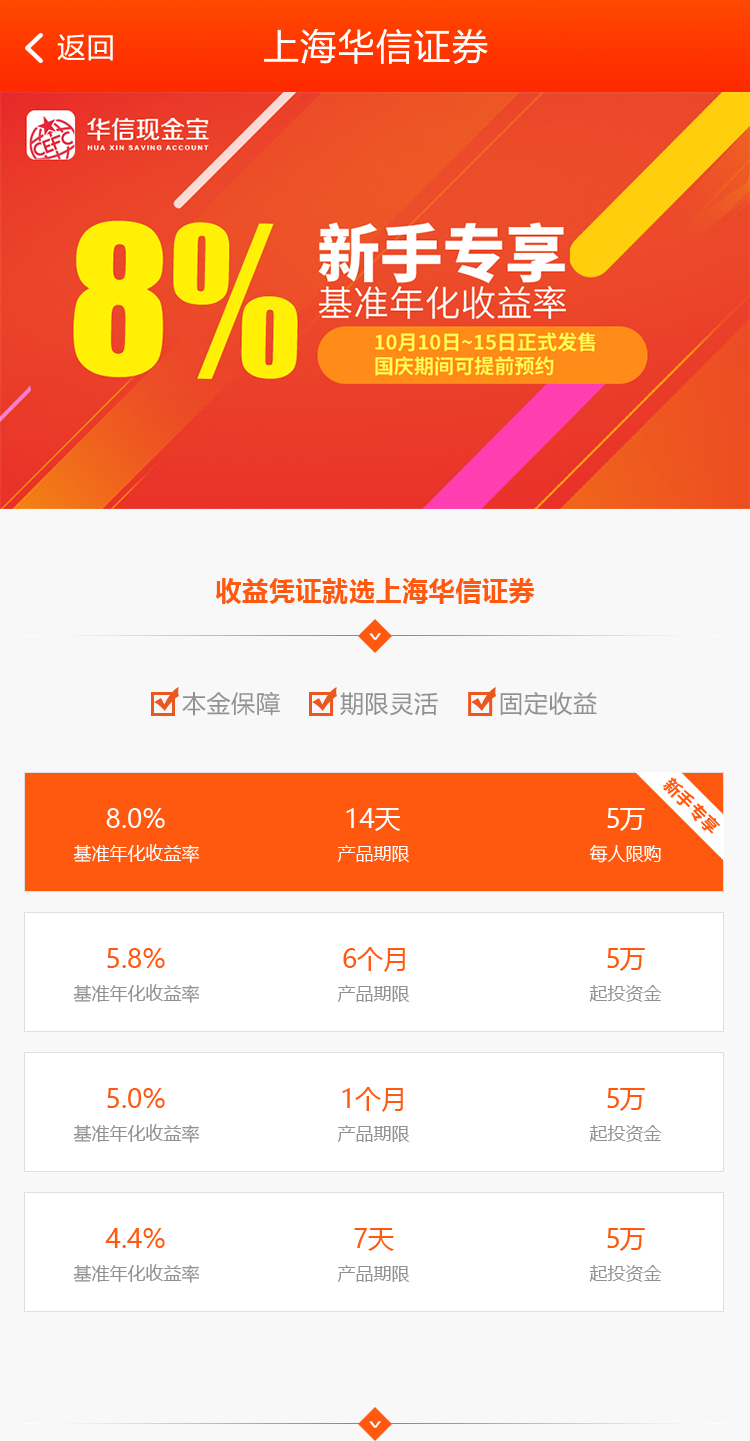 返回
上海华信证券
CEFC
华信现金宝
HUA XIN SAVING ACCOUNT
8%
新手专享
基准年化收益率
10月10日~15日正式发售
国庆期间可提前预约
收益凭证就选上海华信证券
本金保障 期限灵活 固定收益
新手专享
8.0% 14天 5万
基准年化收益率 产品期限 每人限购
5.8% 6个月 5万
基准年化收益率 产品期限 起投资金
5.0% 1个月 5万
基准年化收益率 产品期限 起投资金
4.4% 7天 5万
基准年化收益率 产品期限 起投资金